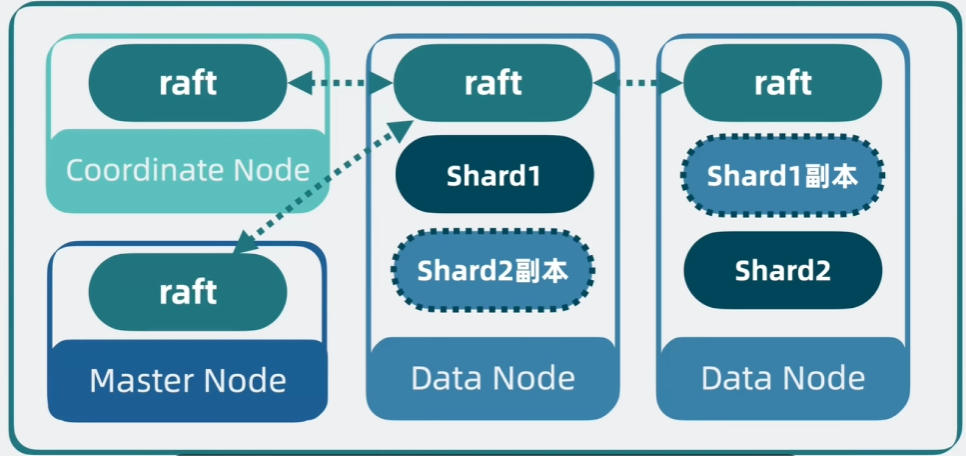 raft
Coordinate Node
raft
Master Node
raft
Shard1
Shard2副本
Data Node
raft
Shard1副本
Shard2
Data Node